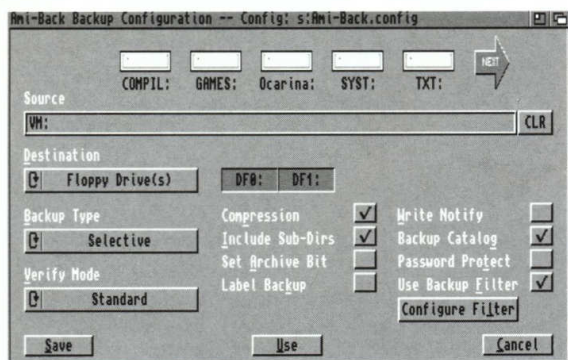 Ami-Back Backup Configuration -- Config: s:Ami-Back.config
NEXT
COMPIL: GAMES: Ocarina: SYST: TXT:
Source
VM: CLR
Destination
Floppy Drive(s) DF0: DF1:
Backup Type
Selective
Verify Mode
Standard
Compression
Include Sub-Dirs
Set Archive Bit
Label Backup
Write Notify
Backup Catalog
Password Protect
Use Backup Filter
Configure Filter
Save Use Cancel